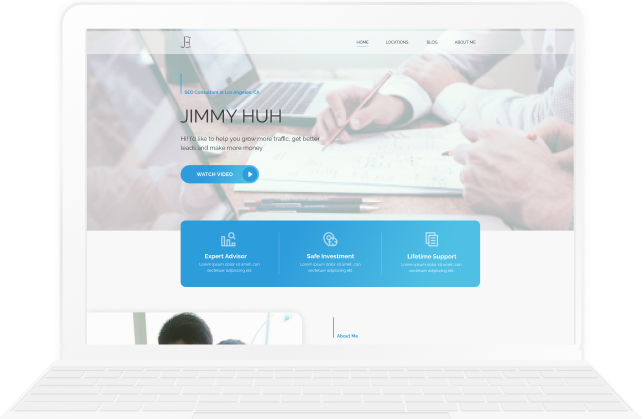 HOME LOCATIONS BLOG ABOUT ME
SEO Consultant in Los Angeles, CA
JIMMY HUH
Hi! I'd like to help you grow more traffic, get better
leads and make more money
WATCH VIDEO
Expert Advisor
Lorem ipsum dolor sit amet, con
sectetuer adipiscing elit
Safe Investment
Lorem ipsum dolor sit amet, con
sectetuer adipiscing elit
Lifetime Support
Lorem ipsum dolor sit amet, con
sectetuer adipiscing elit
About Me